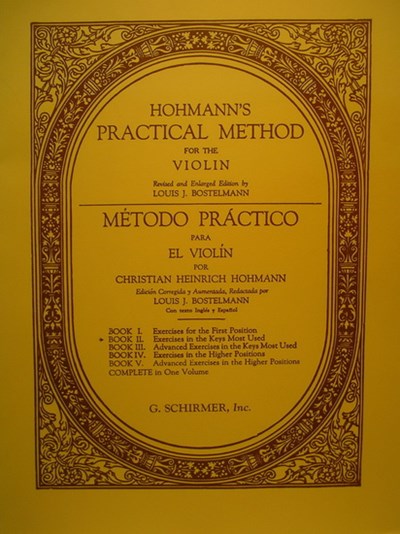 HOHMANN'S
PRACTICAL METHOD
FOR THE
VIOLIN
Revised and Enlarged Edition by
LOUIS J. BOSTELMANN
MÉTODO PRÁCTICO
PARA
EL VIOLÍN
POR
CHRISTIAN HEINRICH HOHMANN
Edición Corregida y Aumentada, Redactada por
LOUIS J. BOSTELMANN
Con texto Inglés y Español
BOOK I. Exercises for the First Position
BOOK II. Exercises in the Keys Most Used
BOOK III. Advanced Exercises in the Keys Most Used
BOOK IV. Exercises in the Higher Positions
BOOK V. Advanced Exercises in the Higher Positions
COMPLETE in One Volume
G. SCHIRMER, Inc.